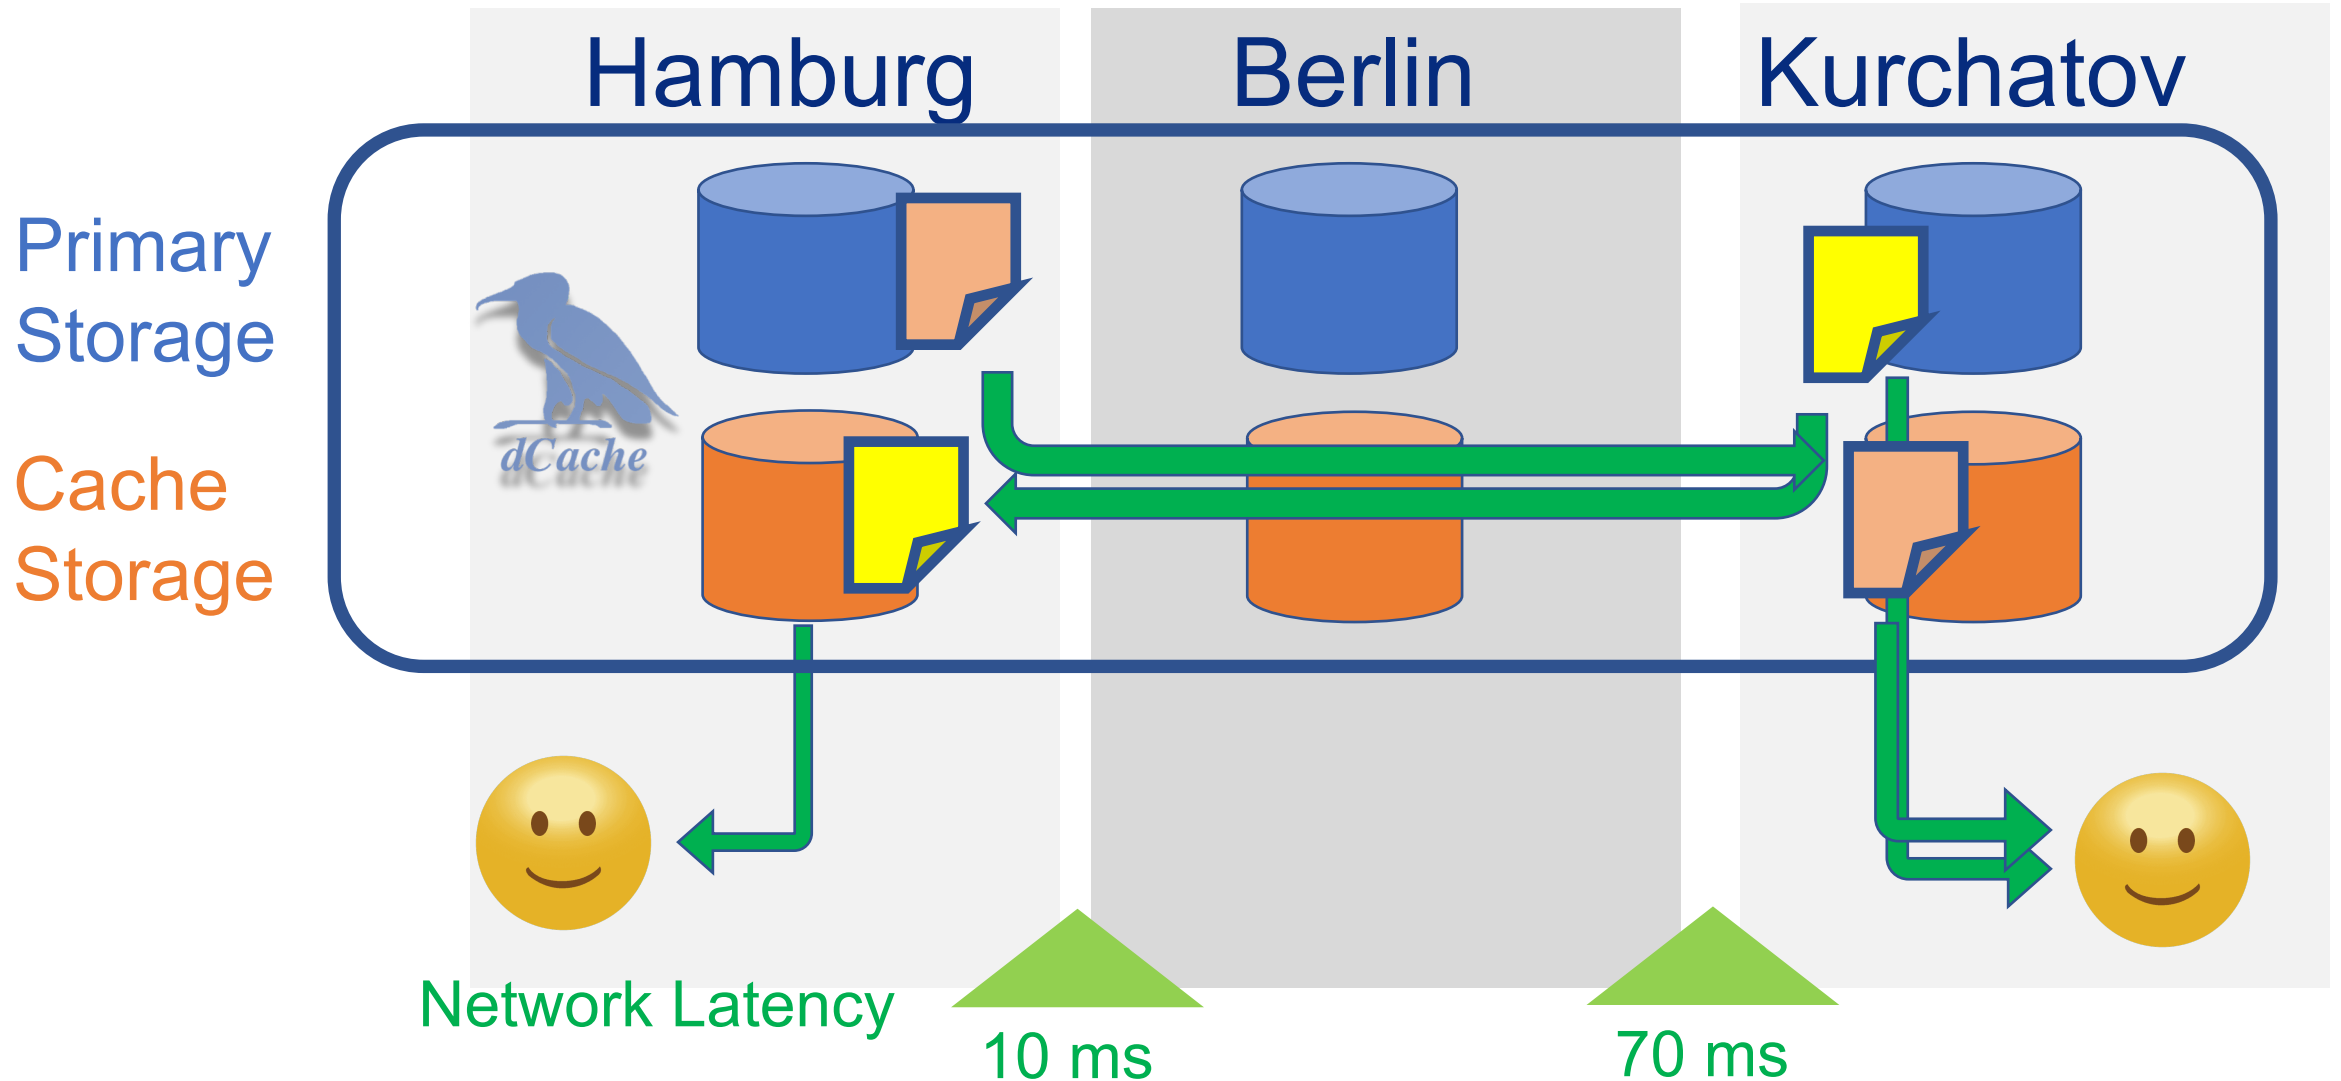 Hamburg
Berlin
Kurchatov
Primary
Storage
dCache
Cache
Storage
Network Latency
10 ms
70 ms